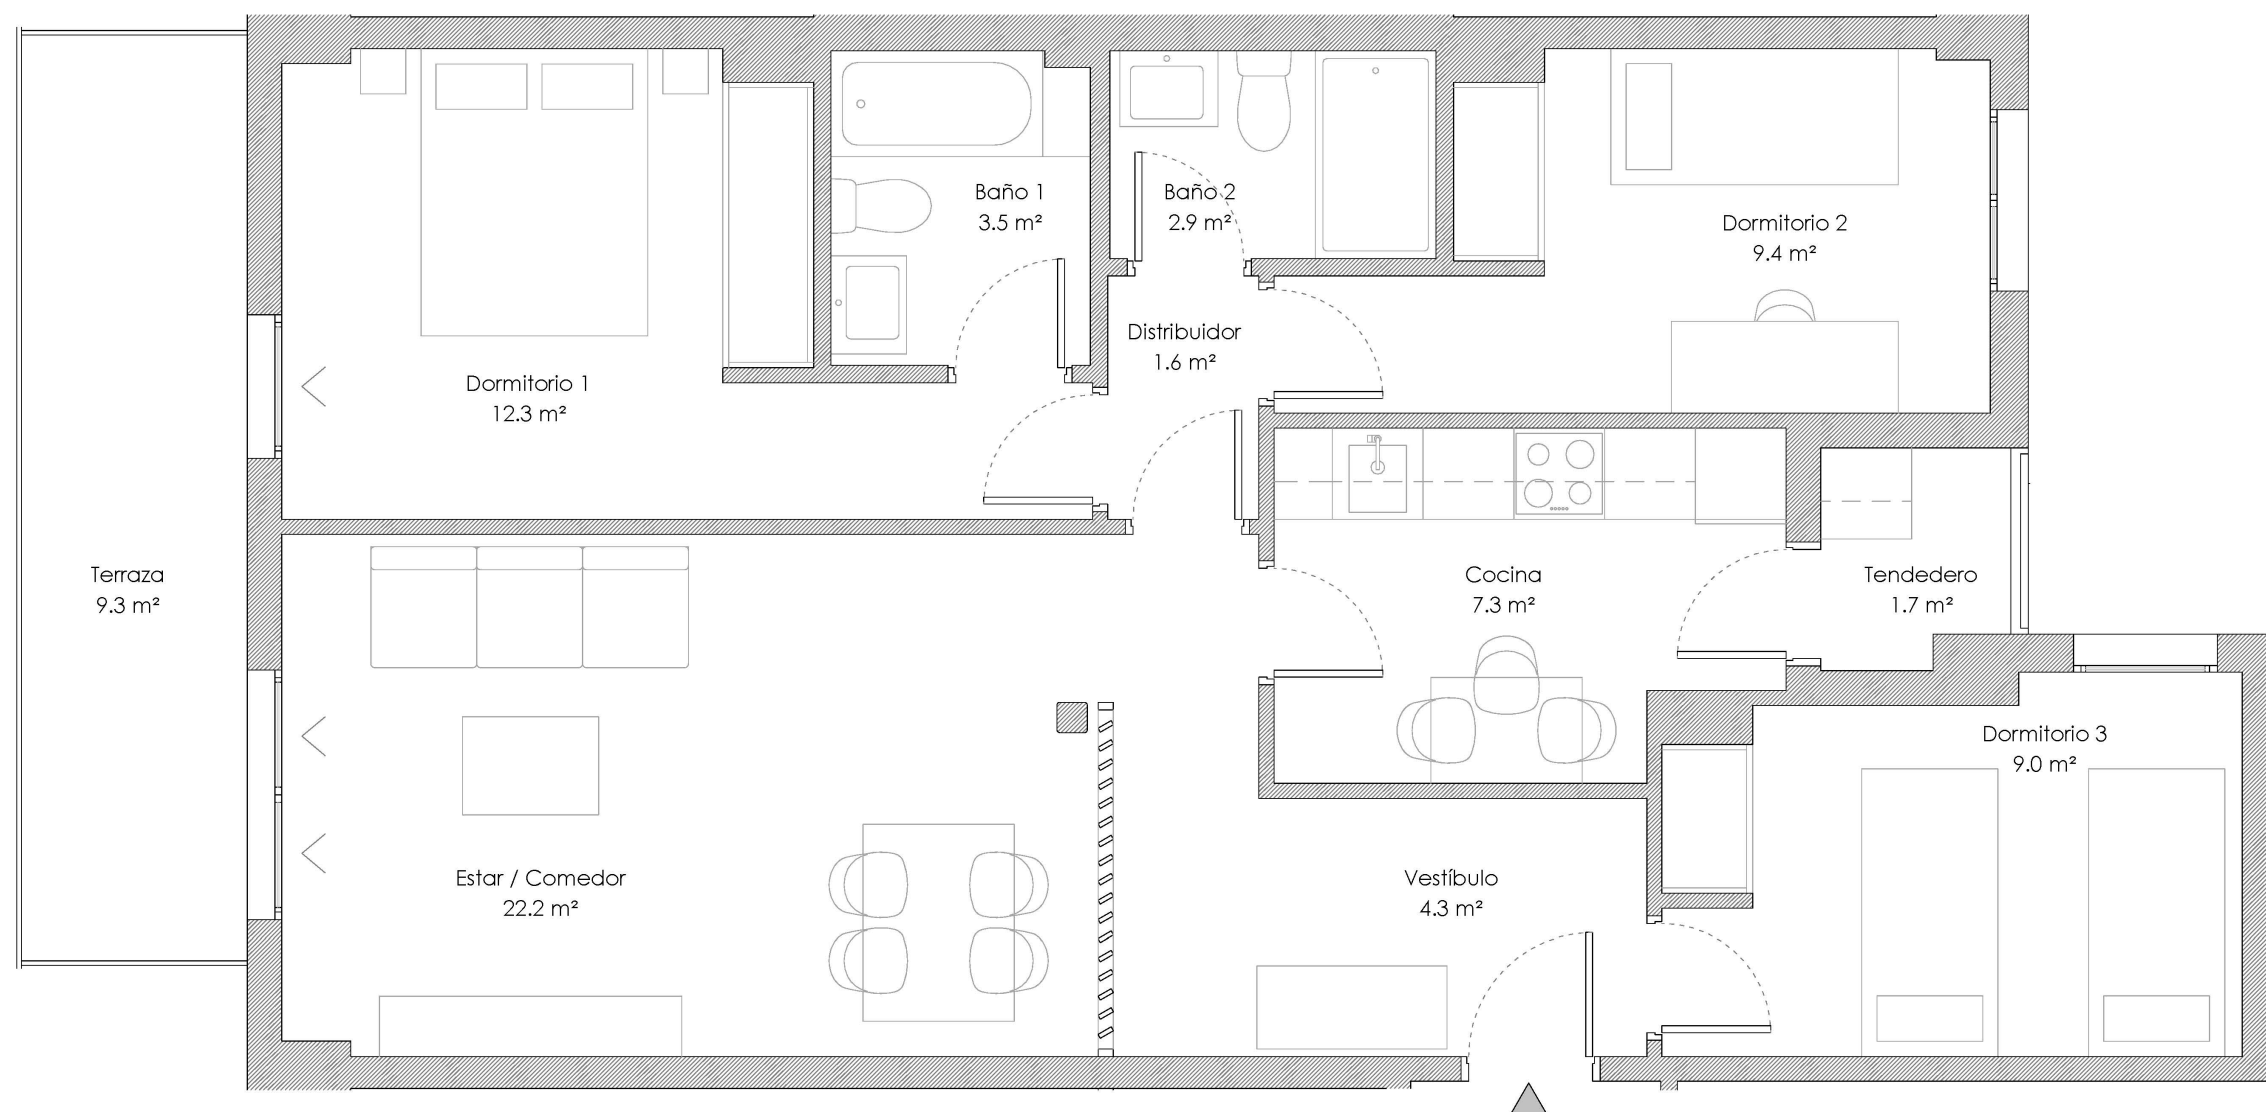 Baño 1
3.5 m²
Baño 2
2.9 m²
Dormitorio 2
9.4 m²
Distribuidor
1.6 m²
Dormitorio 1
12.3 m²
Terraza
9.3 m²
Cocina
7.3 m²
Tendedero
1.7 m²
Dormitorio 3
9.0 m²
Estar / Comedor
22.2 m²
Vestíbulo
4.3 m²